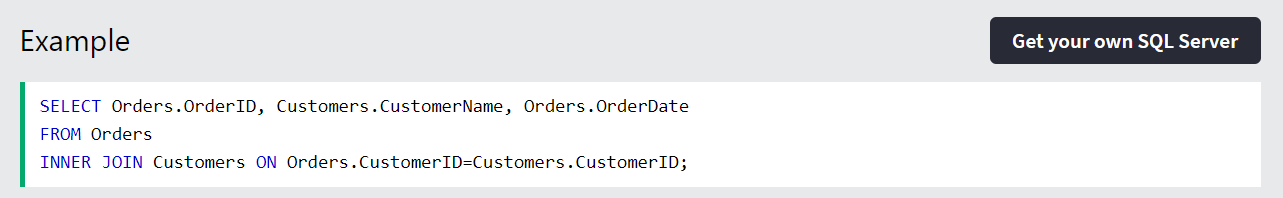 Example
Get your own SQL Server
SELECT Orders.OrderID, Customers.CustomerName, Orders.OrderDate
FROM Orders
INNER JOIN Customers ON Orders.CustomerID=Customers.CustomerID;